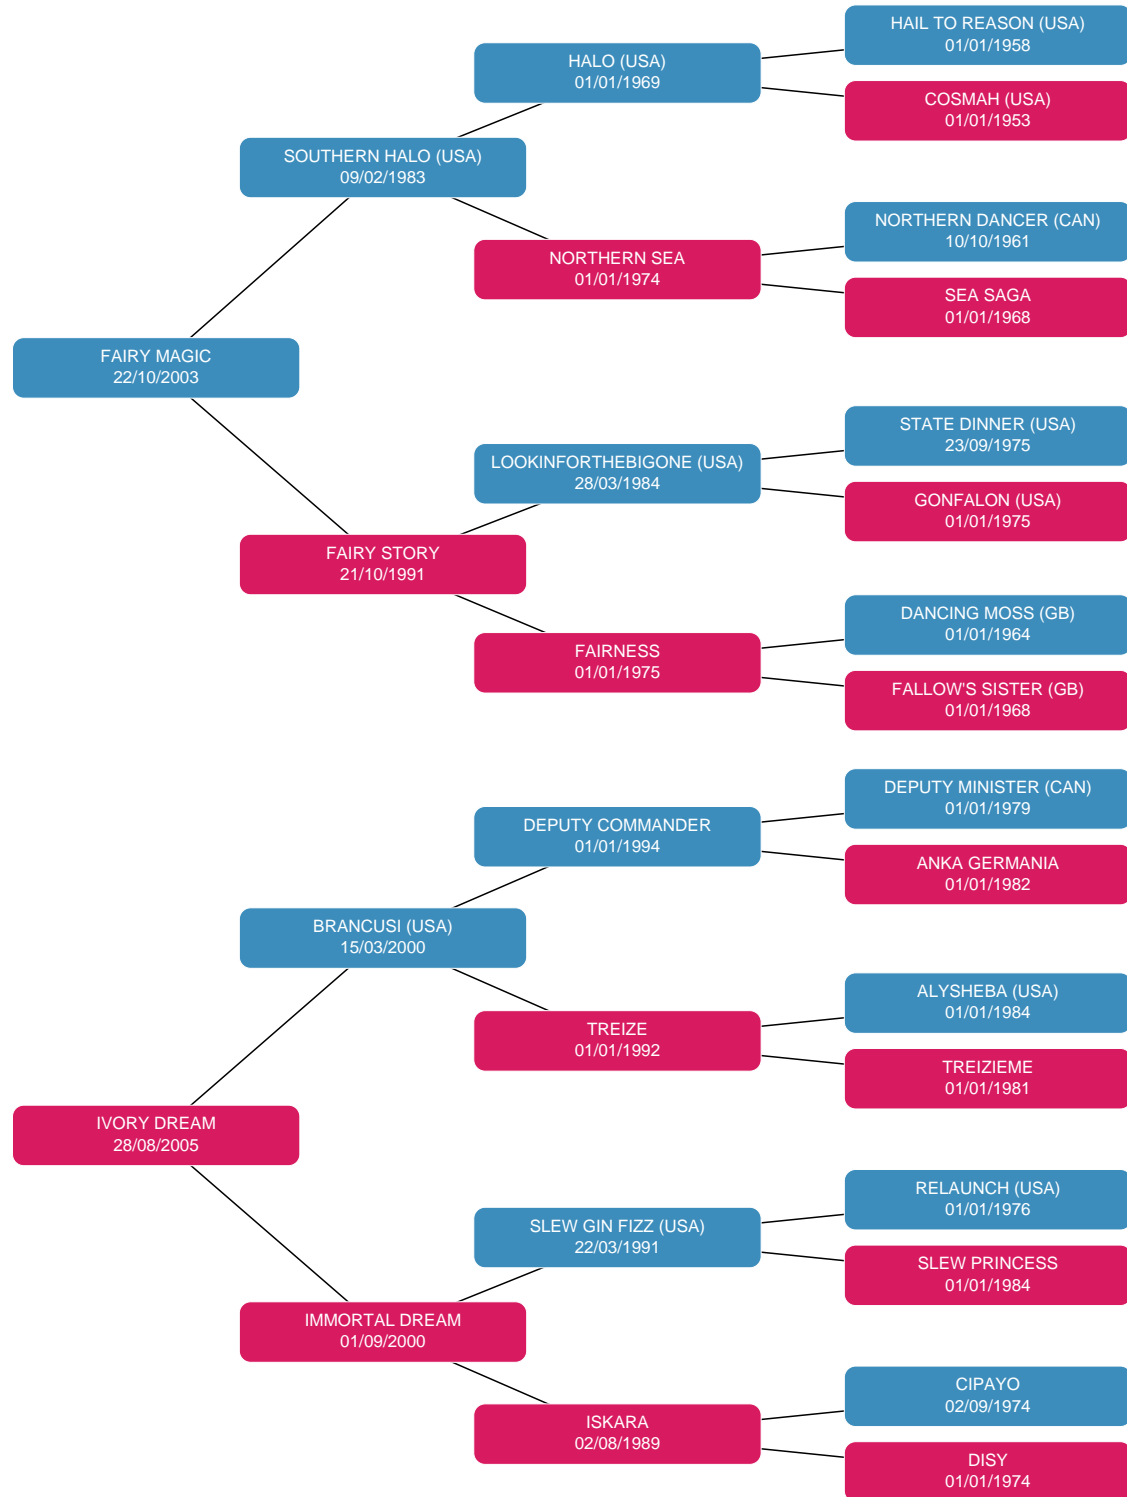 HAIL TO REASON (USA)
01/01/1958
HALO (USA)
01/01/1969
COSMAH (USA)
01/01/1953
SOUTHERN HALO (USA)
09/02/1983
NORTHERN DANCER (CAN)
10/10/1961
NORTHERN SEA
01/01/1974
SEA SAGA
01/01/1968
FAIRY MAGIC
22/10/2003
STATE DINNER (USA)
23/09/1975
LOOKINFORTHEBIGONE (USA)
28/03/1984
GONFALON (USA)
01/01/1975
FAIRY STORY
21/10/1991
DANCING MOSS (GB)
01/01/1964
FAIRNESS
01/01/1975
FALLOW'S SISTER (GB)
01/01/1968
DEPUTY MINISTER (CAN)
01/01/1979
DEPUTY COMMANDER
01/01/1994
ANKA GERMANIA
01/01/1982
BRANCUSI (USA)
15/03/2000
ALYSHEBA (USA)
01/01/1984
TREIZE
01/01/1992
TREIZIEME
01/01/1981
IVORY DREAM
28/08/2005
RELAUNCH (USA)
01/01/1976
SLEW GIN FIZZ (USA)
22/03/1991
SLEW PRINCESS
01/01/1984
IMMORTAL DREAM
01/09/2000
CIPAYO
02/09/1974
ISKARA
02/08/1989
DISY
01/01/1974